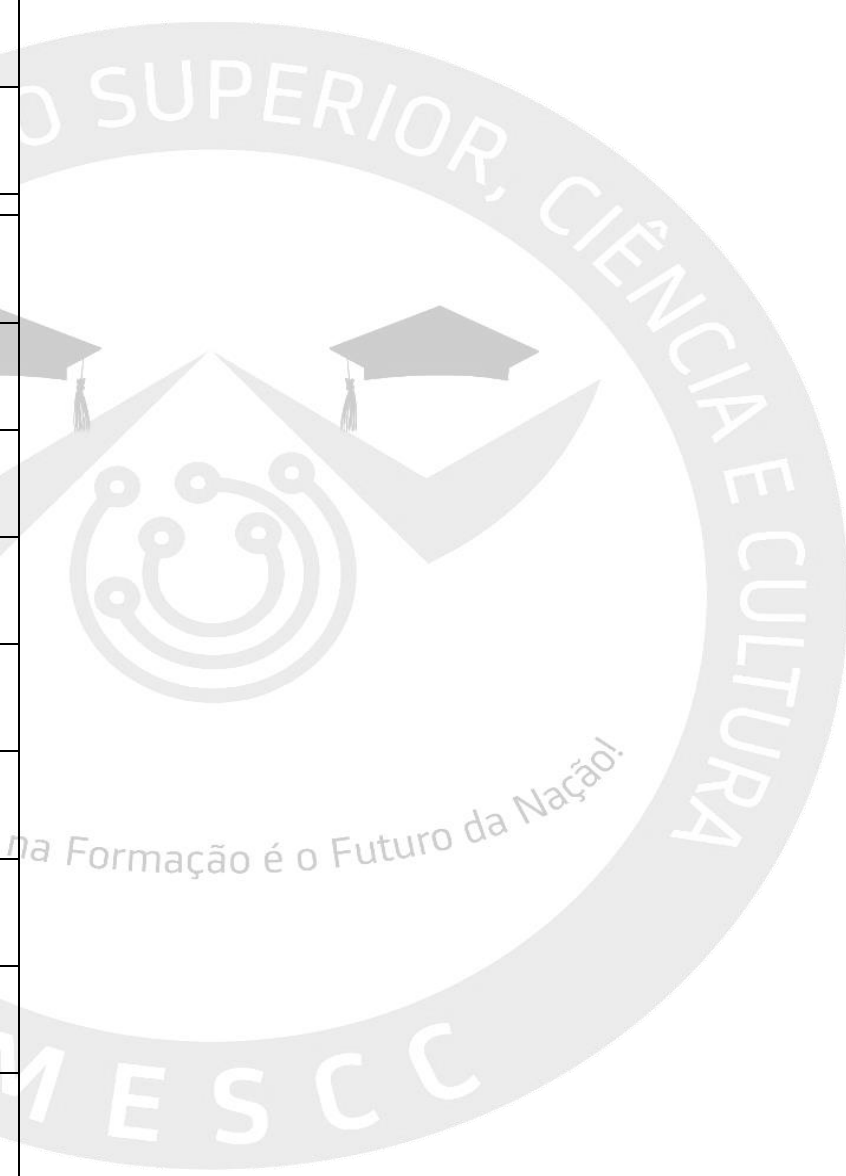 O SUPERIOR, CIÊNCIA E CULTURA
na Formação é o Futuro da Nação!
MESCC